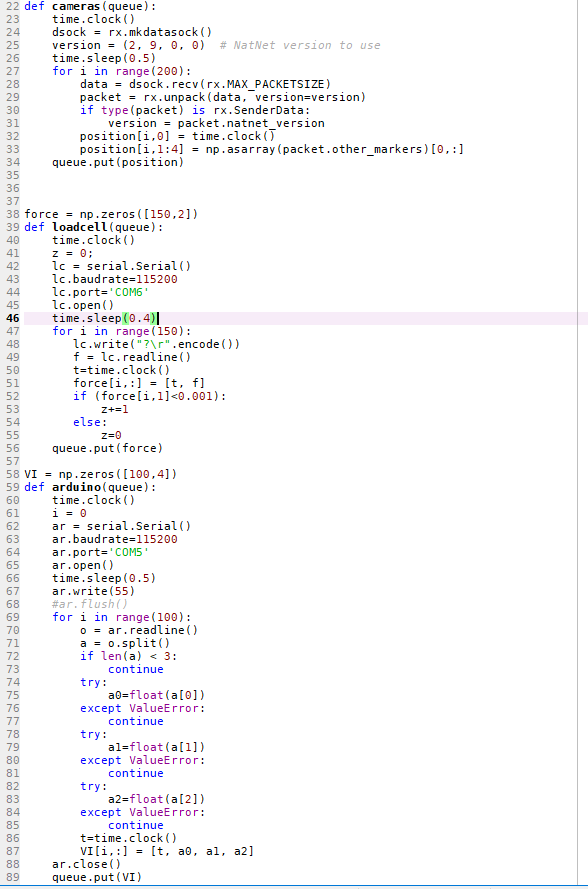 22 def cameras(queue):
23     time.clock()
24     dsock = rx.mkdatasock()
25     version = (2, 9, 0, 0)  # NatNet version to use
26     time.sleep(0.5)
27     for i in range(200):
28         data = dsock.recv(rx.MAX_PACKETSIZE)
29         packet = rx.unpack(data, version=version)
30         if type(packet) is rx.SenderData:
31             version = packet.natnet_version
32         position[i,0] = time.clock()
33         position[i,1:4] = np.asarray(packet.other_markers)[0,:]
34     queue.put(position)
35
36
37
38 force = np.zeros([150,2])
39 def loadcell(queue):
40     time.clock()
41     z = 0;
42     lc = serial.Serial()
43     lc.baudrate=115200
44     lc.port='COM6'
45     lc.open()
46     time.sleep(0.4)
47     for i in range(150):
48        lc.write("?\r".encode())
49        f = lc.readline()
50        t=time.clock()
51        force[i,:] = [t, f]
52        if (force[i,1]<0.001):
53            z+=1
54        else:
55            z=0
56     queue.put(force)
57
58 VI = np.zeros([100,4])
59 def arduino(queue):
60     time.clock()
61     i = 0
62     ar = serial.Serial()
63     ar.baudrate=115200
64     ar.port='COM5'
65     ar.open()
66     time.sleep(0.5)
67     ar.write(55)
68     #ar.flush()
69     for i in range(100):
70         o = ar.readline()
71         a = o.split()
72         if len(a) < 3:
73             continue
74         try:
75             a0=float(a[0])
76         except ValueError:
77             continue
78         try:
79             a1=float(a[1])
80         except ValueError:
81             continue
82         try:
83             a2=float(a[2])
84         except ValueError:
85             continue
86         t=time.clock()
87         VI[i,:] = [t, a0, a1, a2]
88     ar.close()
89     queue.put(VI)